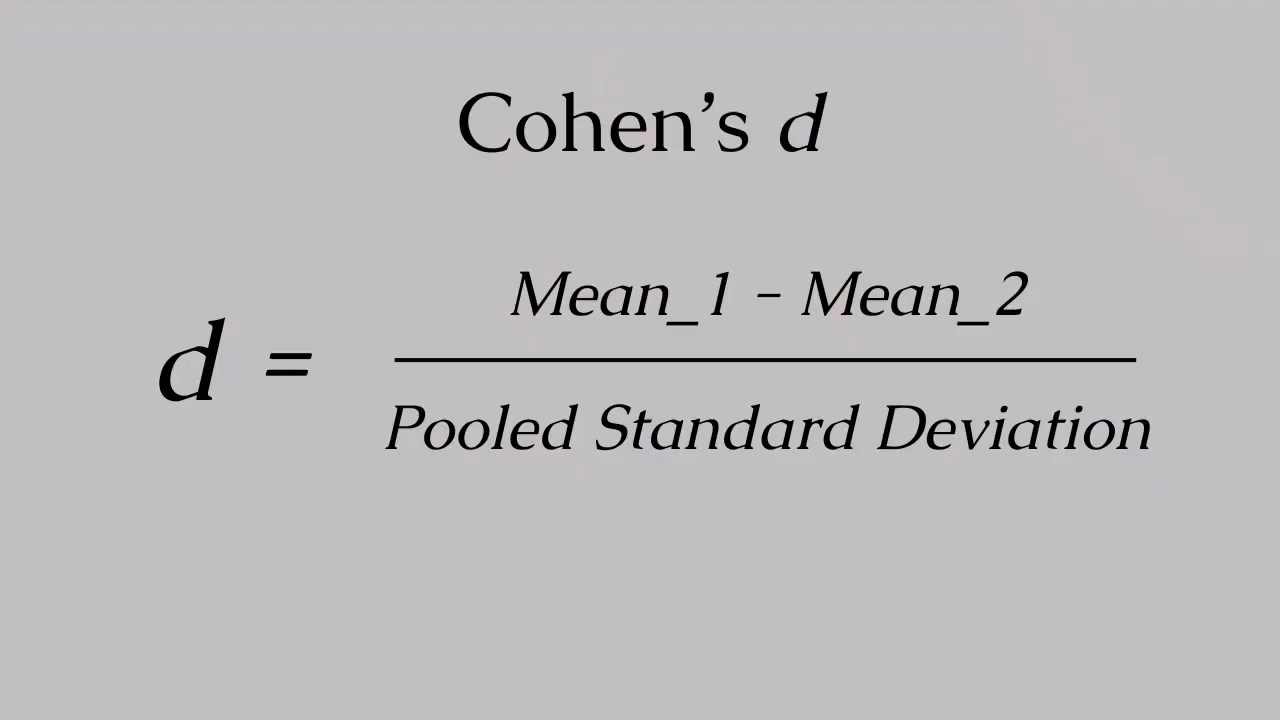 Cohen’s d
Mean_1 - Mean_2
d =
Pooled Standard Deviation